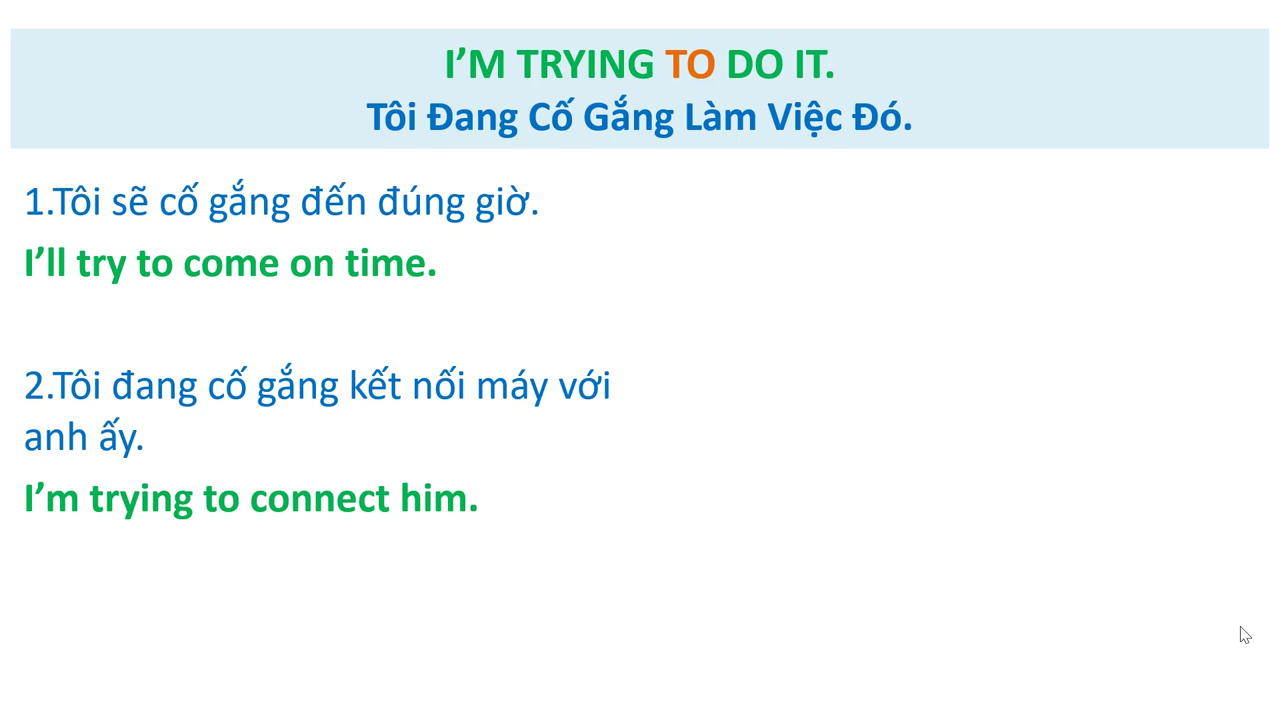 I’M TRYING TO DO IT.
Tôi Đang Cố Gắng Làm Việc Đó.
1.Tôi sẽ cố gắng đến đúng giờ.
I’ll try to come on time.
2.Tôi đang cố gắng kết nối máy với
anh ấy.
I’m trying to connect him.